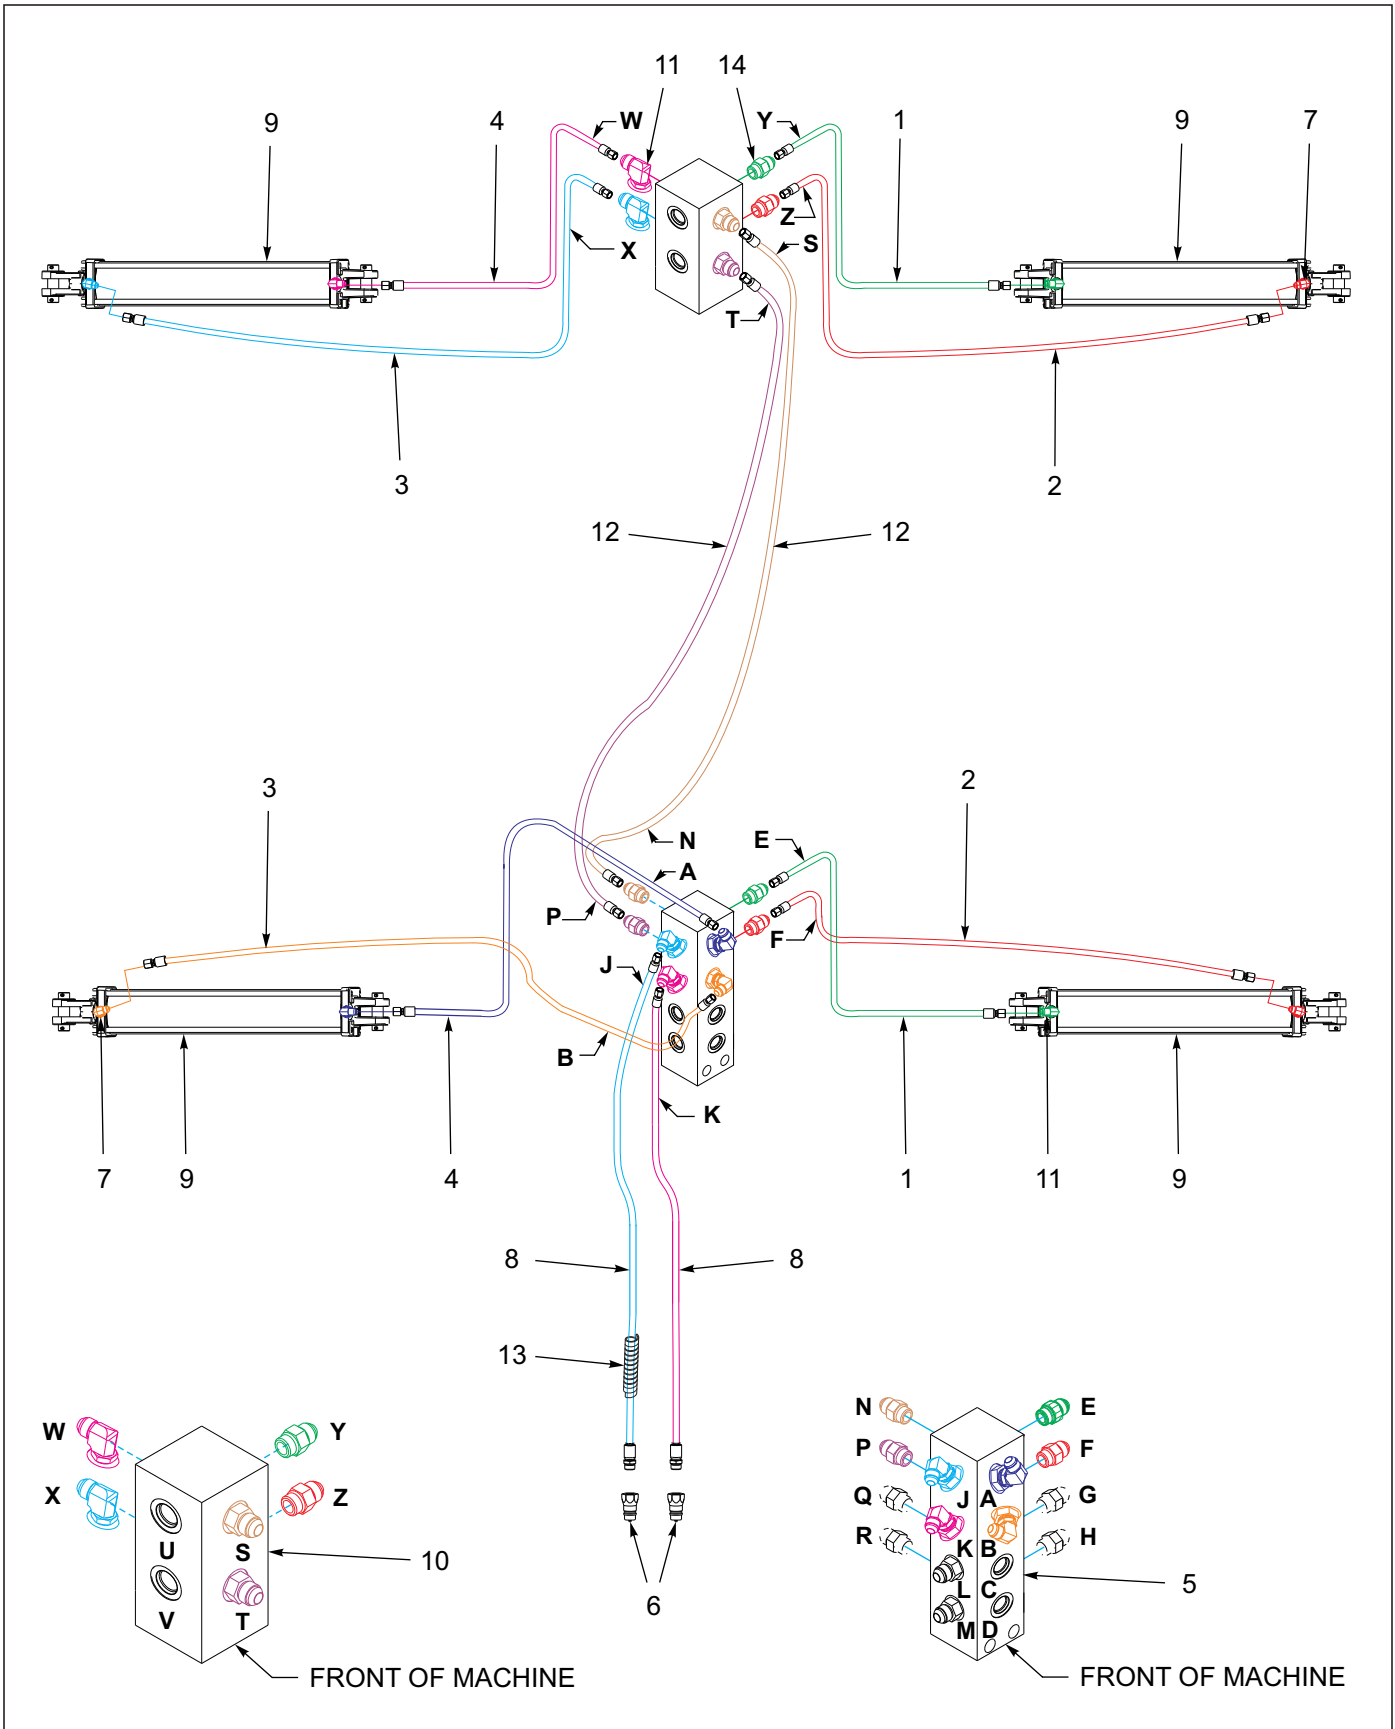 11 14
9 4 W Y 1 9 7
X Z S
T
3 2
12 12
3 2
N E
A
P F
J
B
K
7 9 4 1 11 9
8 8
13
W Y
X Z
U S
10
V T
FRONT OF MACHINE
6
N E
P F
J A
Q G
R H
K B
L C
5
M D
FRONT OF MACHINE